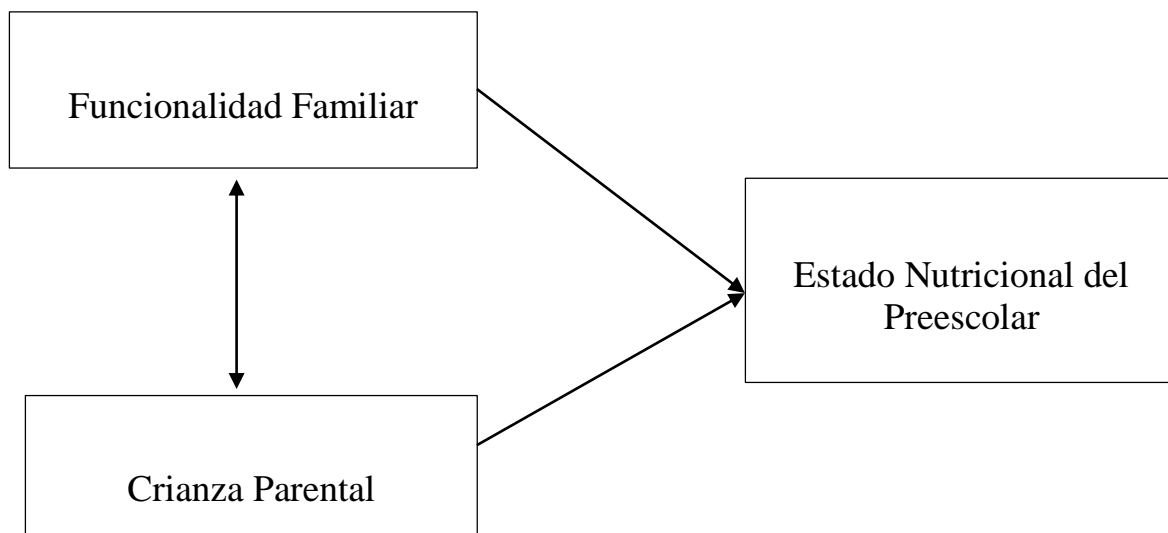 Funcionalidad Familiar
Estado Nutricional del
Preescolar
Crianza Parental